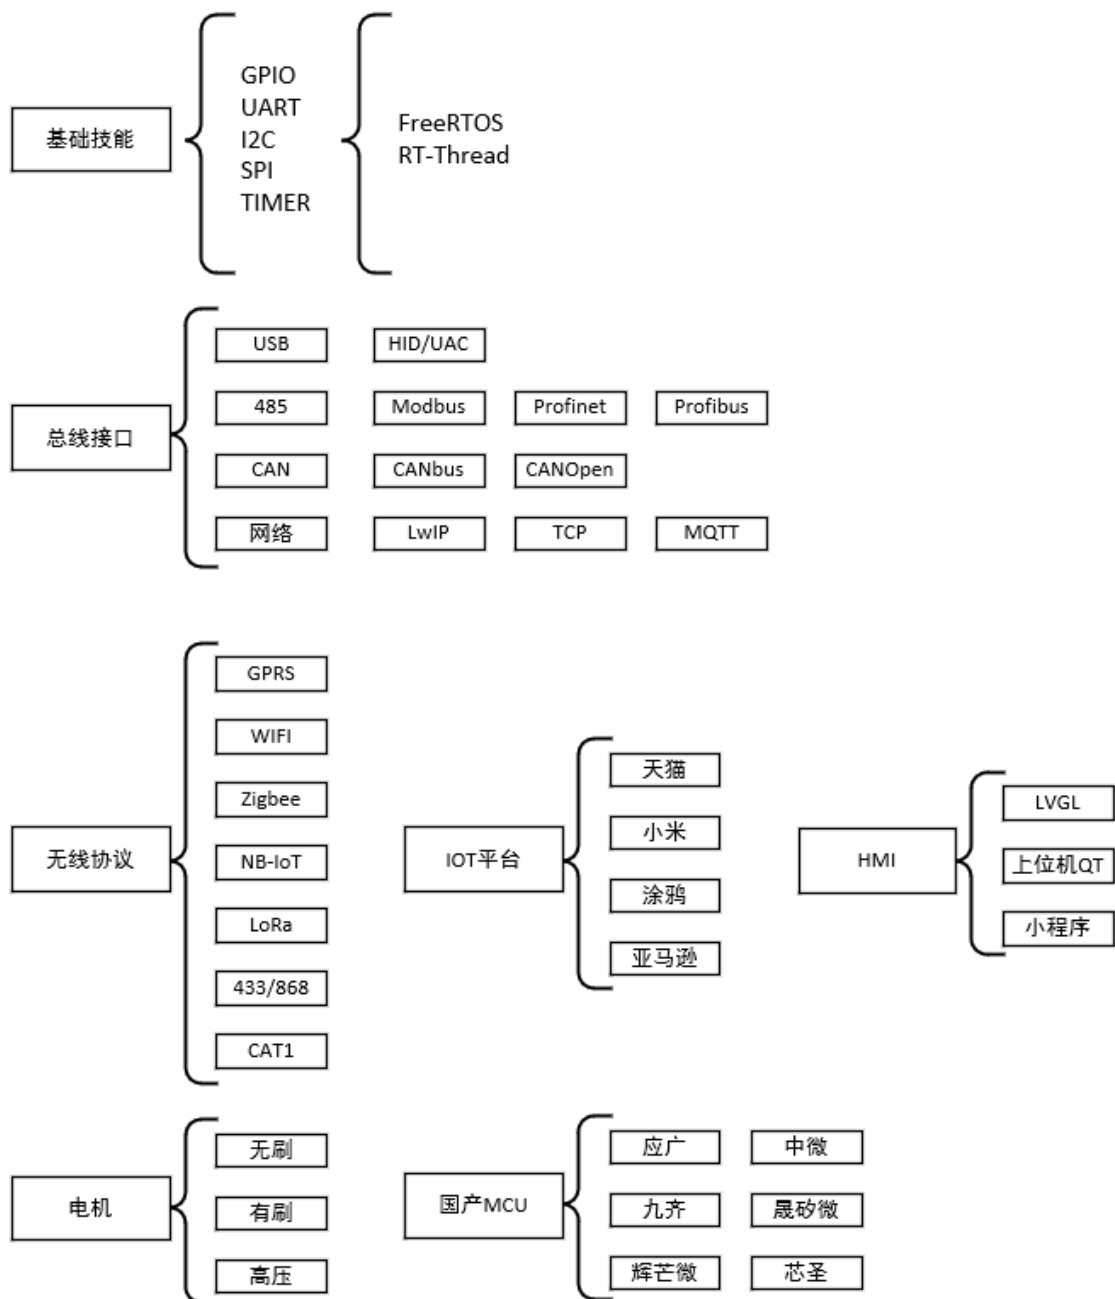 基础技能
GPIO
UART
I2C
SPI
TIMER
FreeRTOS
RT-Thread
总线接口
USB
HID/UAC
485
Modbus
Profinet
Profibus
CAN
CANbus
CANOpen
网络
LwIP
TCP
MQTT
无线协议
GPRS
WIFI
Zigbee
NB-IoT
LoRa
433/868
CAT1
IOT平台
天猫
小米
涂鸦
亚马逊
HMI
LVGL
上位机QT
小程序
电机
无刷
有刷
高压
国产MCU
应广
中微
九齐
晟矽微
辉芒微
芯圣